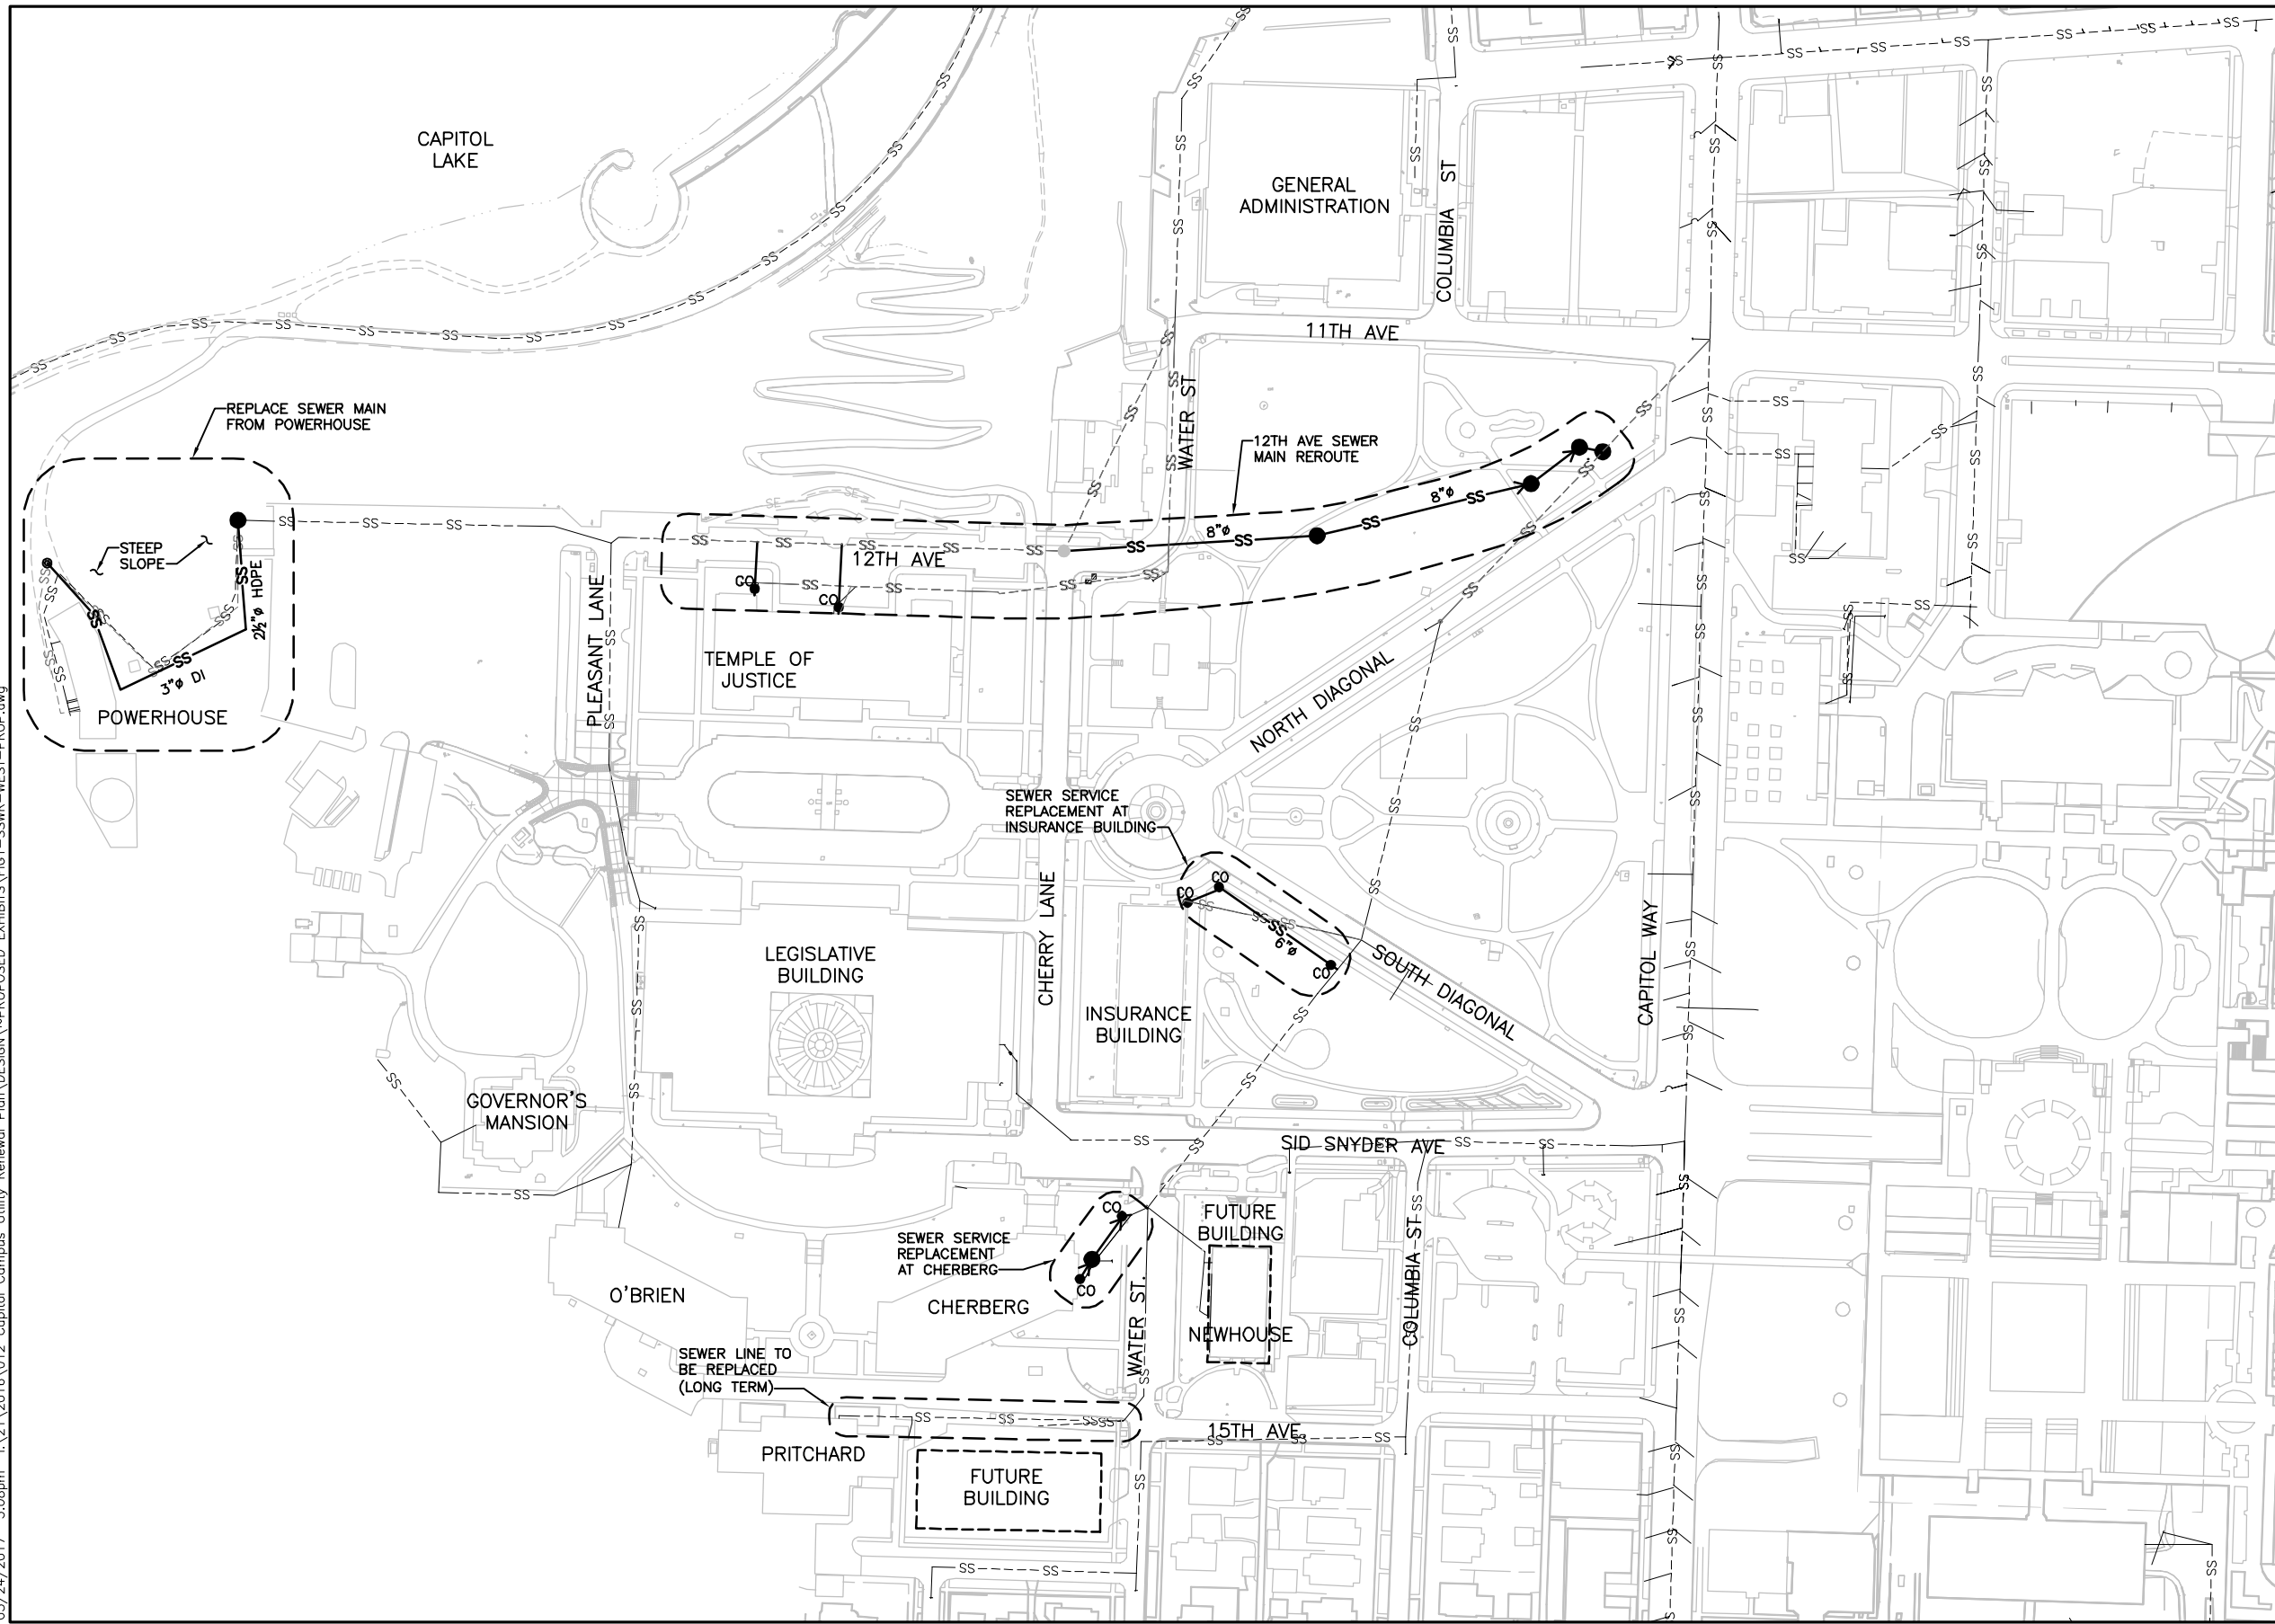 CAPITOL
LAKE
GENERAL
ADMINISTRATION
COLUMBIA ST
11TH AVE
WATER ST
REPLACE SEWER MAIN
FROM POWERHOUSE
12TH AVE SEWER
MAIN REROUTE
8"ø
8"ø
SS
SS
SS
SS
SE
SE
STEEP
SLOPE
12TH AVE
CO
CO
2½"ø HDPE
3"ø DI
POWERHOUSE
PLEASANT LANE
TEMPLE OF
JUSTICE
NORTH DIAGONAL
SEWER SERVICE
REPLACEMENT AT
INSURANCE BUILDING
CO
CO
SS
6"ø
CO
CHERRY LANE
LEGISLATIVE
BUILDING
SOUTH DIAGONAL
CAPITOL WAY
INSURANCE
BUILDING
GOVERNOR'S
MANSION
SID SNYDER AVE
SEWER SERVICE
REPLACEMENT
AT CHERBERG
CO
CO
FUTURE
BUILDING
O'BRIEN
CHERBERG
WATER ST.
NEWHOUSE
COLUMBIA ST
SEWER LINE TO
BE REPLACED
(LONG TERM)
15TH AVE.
PRITCHARD
FUTURE
BUILDING